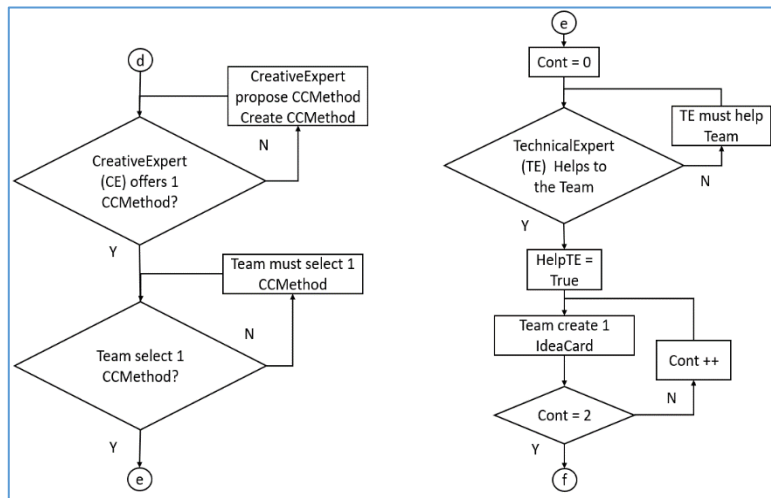 d
CreativeExpert
propose CCMethod
Create CCMethod
N
CreativeExpert
(CE) offers 1
CCMethod?
Y
Team must select 1
CCMethod
N
Team select 1
CCMethod?
Y
e
e
Cont = 0
TE must help
Team
TechnicalExpert
(TE) Helps to
the Team
N
Y
HelpTE =
True
Team create 1
IdeaCard
Cont ++
N
Cont = 2
Y
f